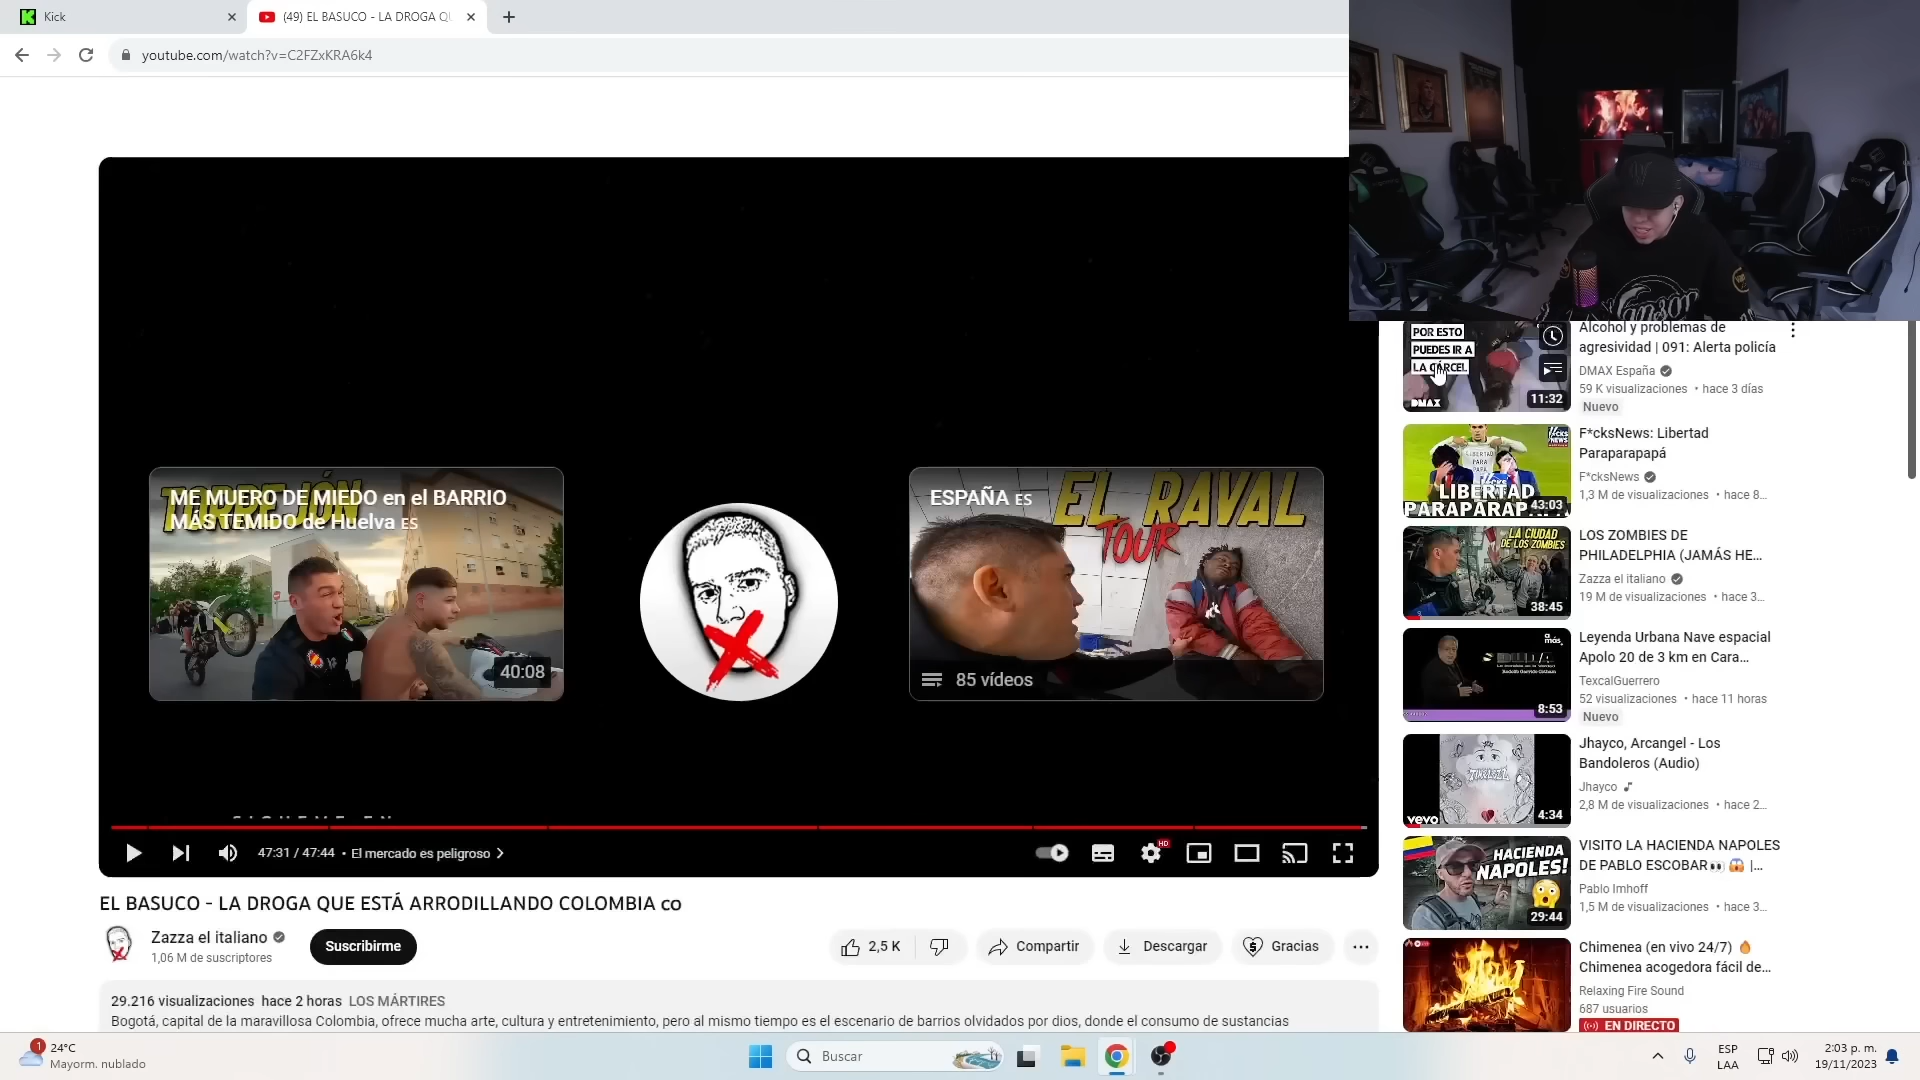 Kick
(49) EL BASUCO - LA DROGA QU
youtube.com/watch?v=C2FZxKRA6k4
TORREJÓN
ME MUERO DE MIEDO en el BARRIO
MÁS TEMIDO de Huelva ES
40:08
ESPAÑA ES
EL RAVAL
TOUR
85 vídeos
SIGUEME EN
47:31 / 47:44 • El mercado es peligroso
HD
EL BASUCO - LA DROGA QUE ESTÁ ARRODILLANDO COLOMBIA CO
Zazza el italiano
1,06 M de suscriptores
Suscribirme
2,5 K
Compartir
Descargar
Gracias
29.216 visualizaciones hace 2 horas LOS MÁRTIRES
Bogotá, capital de la maravillosa Colombia, ofrece mucha arte, cultura y entretenimiento, pero al mismo tiempo es el escenario de barrios olvidados por dios, donde el consumo de sustancias
POR ESTO
PUEDES IR A
LA CÁRCEL
DMAX
11:32
Alcohol y problemas de
agresividad | 091: Alerta policía
DMAX España
59 K visualizaciones • hace 3 días
Nuevo
F*CKS NEWS
LIBERTAD
PARA
PAPÁ
LIBERTAD
PARAPARAP
43:03
F*cksNews: Libertad
Paraparapapá
F*cksNews
1,3 M de visualizaciones • hace 8...
LA CIUDAD
DE LOS ZOMBIES
38:45
LOS ZOMBIES DE
PHILADELPHIA (JAMÁS HE...
Zazza el italiano
19 M de visualizaciones • hace 3...
8:53
Leyenda Urbana Nave espacial
Apolo 20 de 3 km en Cara...
TexcalGuerrero
52 visualizaciones • hace 11 horas
Nuevo
vevo
4:34
Jhayco, Arcangel - Los
Bandoleros (Audio)
Jhayco
2,8 M de visualizaciones • hace 2...
HACIENDA
NAPOLES!
29:44
VISITO LA HACIENDA NAPOLES
DE PABLO ESCOBAR👀 😱 |...
Pablo Imhoff
1,5 M de visualizaciones • hace 3...
Chimenea (en vivo 24/7) 🔥
Chimenea acogedora fácil de...
Relaxing Fire Sound
687 usuarios
EN DIRECTO
1
24°C
Mayorm. nublado
Buscar
ESP
LAA
2:03 p. m.
19/11/2023